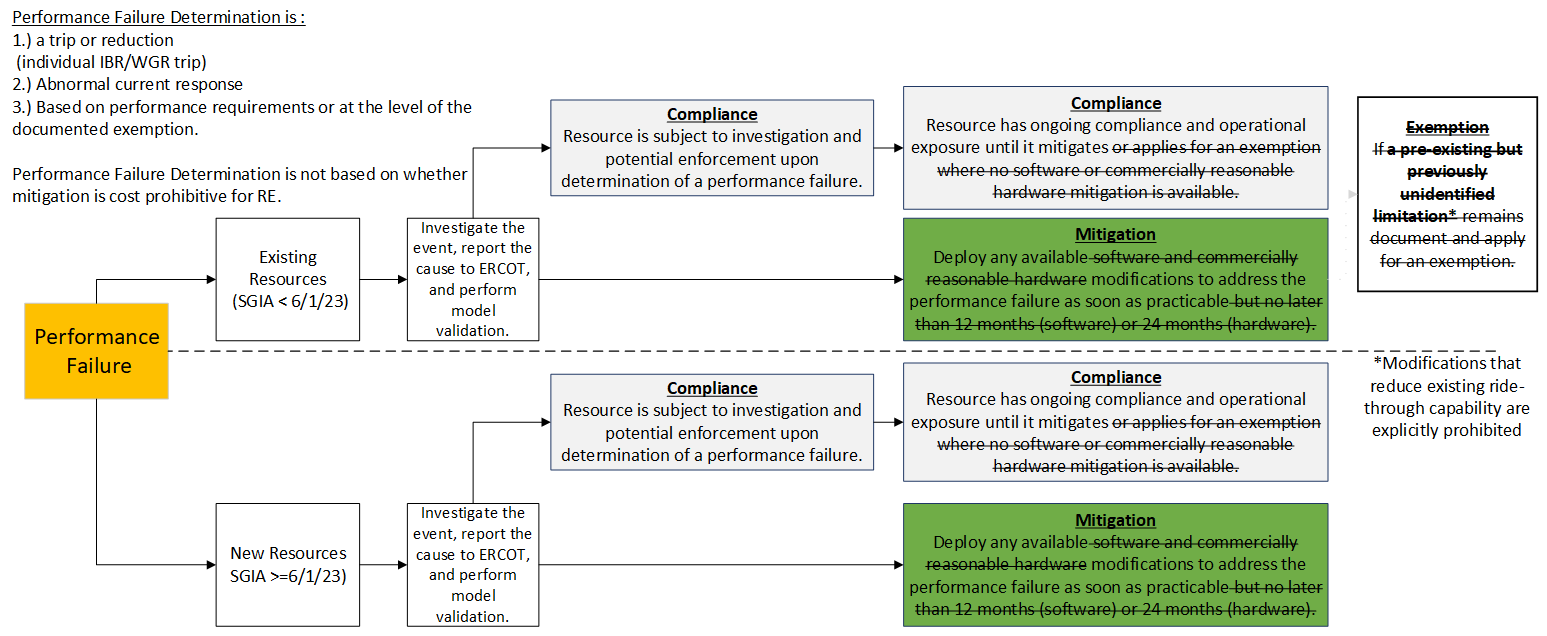 Performance Failure Determination is :
1.) a trip or reduction
(individual IBR/WGR trip)
2.) Abnormal current response
3.) Based on performance requirements or at the level of the
documented exemption.
Performance Failure Determination is not based on whether
mitigation is cost prohibitive for RE.
Performance
Failure
Existing
Resources
(SGIA < 6/1/23)
Investigate the
event, report the
cause to ERCOT,
and perform
model
validation.
Compliance
Resource is subject to investigation and
potential enforcement upon
determination of a performance failure.
Compliance
Resource has ongoing compliance and operational
exposure until it mitigates or applies for an exemption
where no software or commercially reasonable
hardware mitigation is available.
Mitigation
Deploy any available software and commercially
reasonable hardware modifications to address the
performance failure as soon as practicable but no later
than 12 months (software) or 24 months (hardware).
Exemption
If a pre-existing but
previously
unidentified
limitation* remains
document and apply
for an exemption.
*Modifications that
reduce existing ride-
through capability are
explicitly prohibited
New Resources
SGIA >=6/1/23)
Investigate the
event, report the
cause to ERCOT,
and perform
model
validation.
Compliance
Resource is subject to investigation and
potential enforcement upon
determination of a performance failure.
Compliance
Resource has ongoing compliance and operational
exposure until it mitigates or applies for an exemption
where no software or commercially reasonable
hardware mitigation is available.
Mitigation
Deploy any available software and commercially
reasonable hardware modifications to address the
performance failure as soon as practicable but no later
than 12 months (software) or 24 months (hardware).